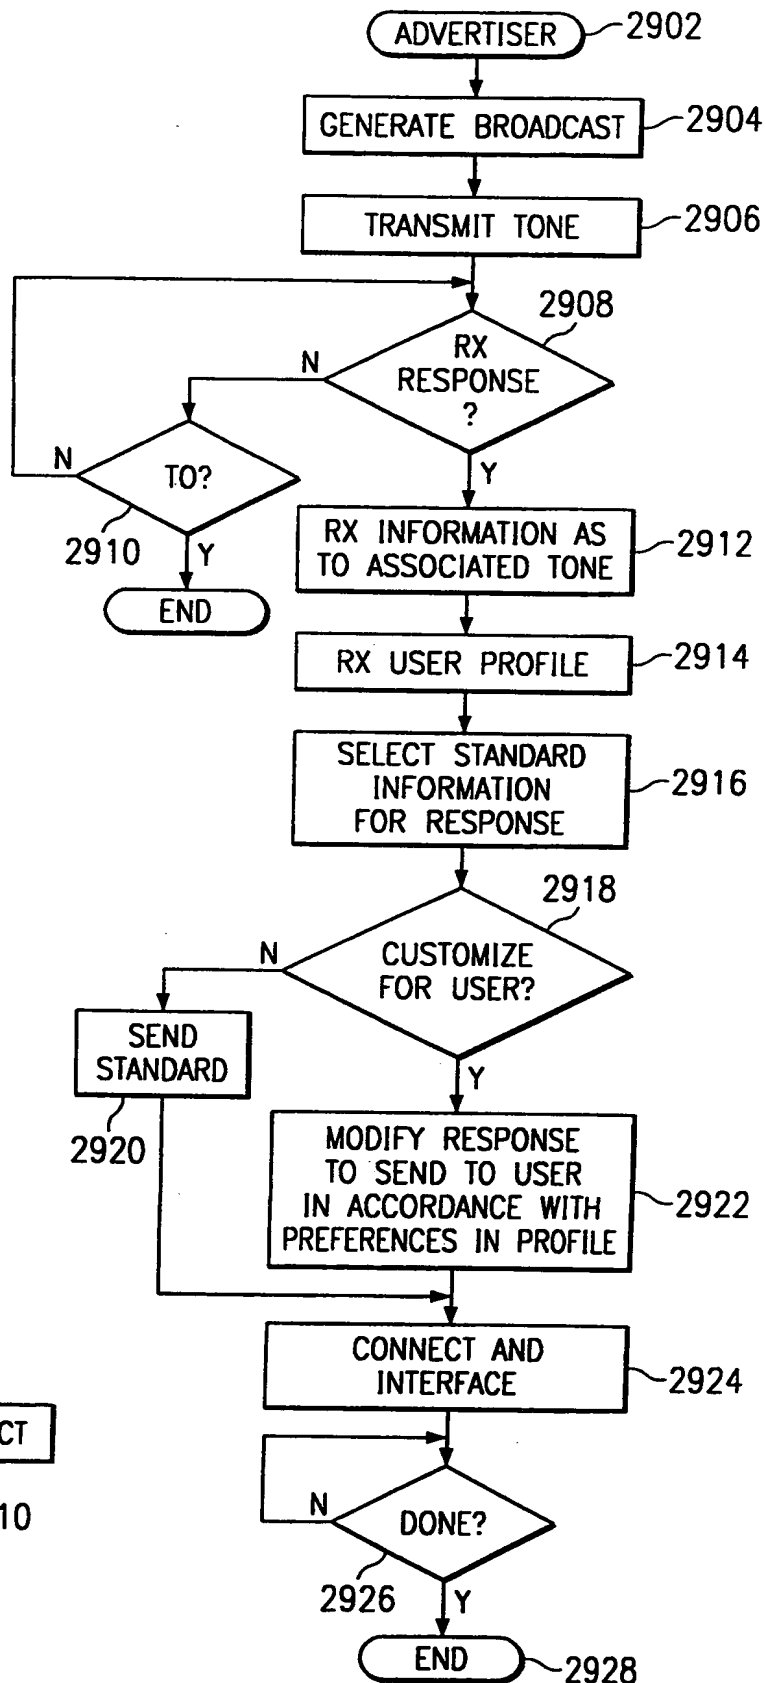 ADVERTISER
2902
GENERATE BROADCAST
2904
TRANSMIT TONE
2906
2908
RX
RESPONSE
?
N
Y
TO?
N
2910
Y
END
RX INFORMATION AS
TO ASSOCIATED TONE
2912
RX USER PROFILE
2914
SELECT STANDARD
INFORMATION
FOR RESPONSE
2916
2918
CUSTOMIZE
FOR USER?
N
Y
SEND
STANDARD
2920
MODIFY RESPONSE
TO SEND TO USER
IN ACCORDANCE WITH
PREFERENCES IN PROFILE
2922
CONNECT AND
INTERFACE
2924
CT
10
DONE?
N
2926
Y
END
2928